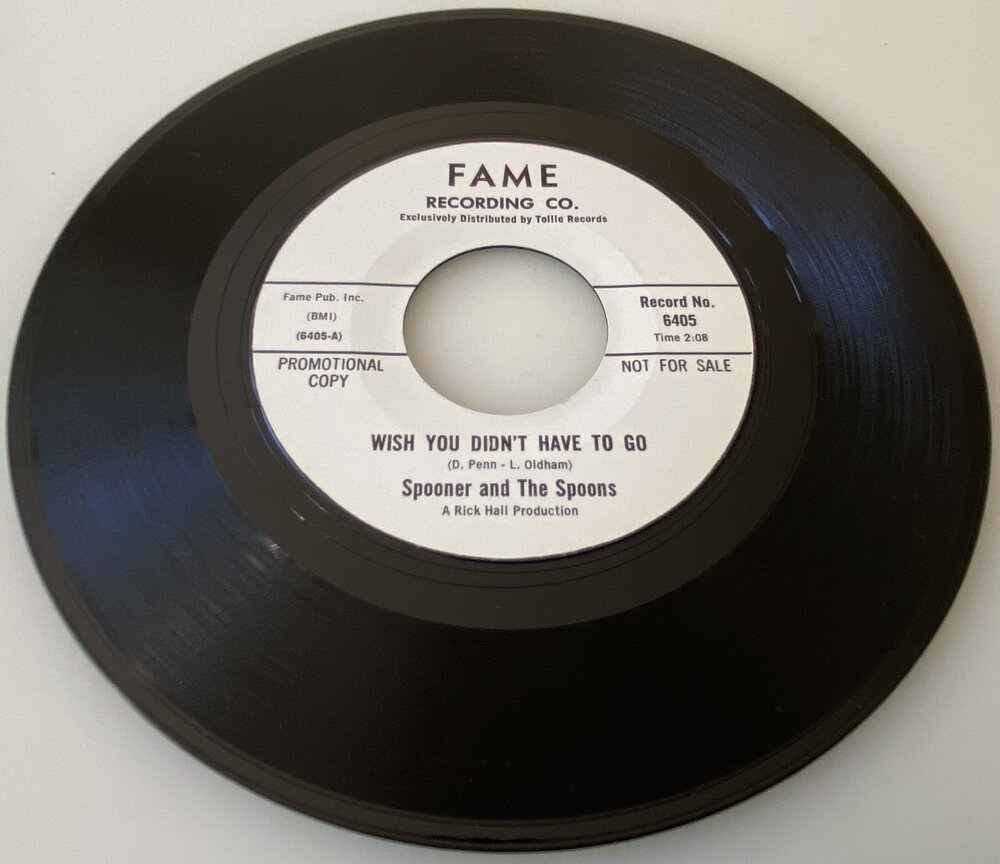 FAME
RECORDING CO.
Exclusively Distributed by Tollie Records
Fame Pub. Inc.
(BMI)
(6405-A)
Record No.
6405
Time 2:08
PROMOTIONAL
COPY
NOT FOR SALE
WISH YOU DIDN'T HAVE TO GO
(D. Penn - L. Oldham)
Spooner and The Spoons
A Rick Hall Production